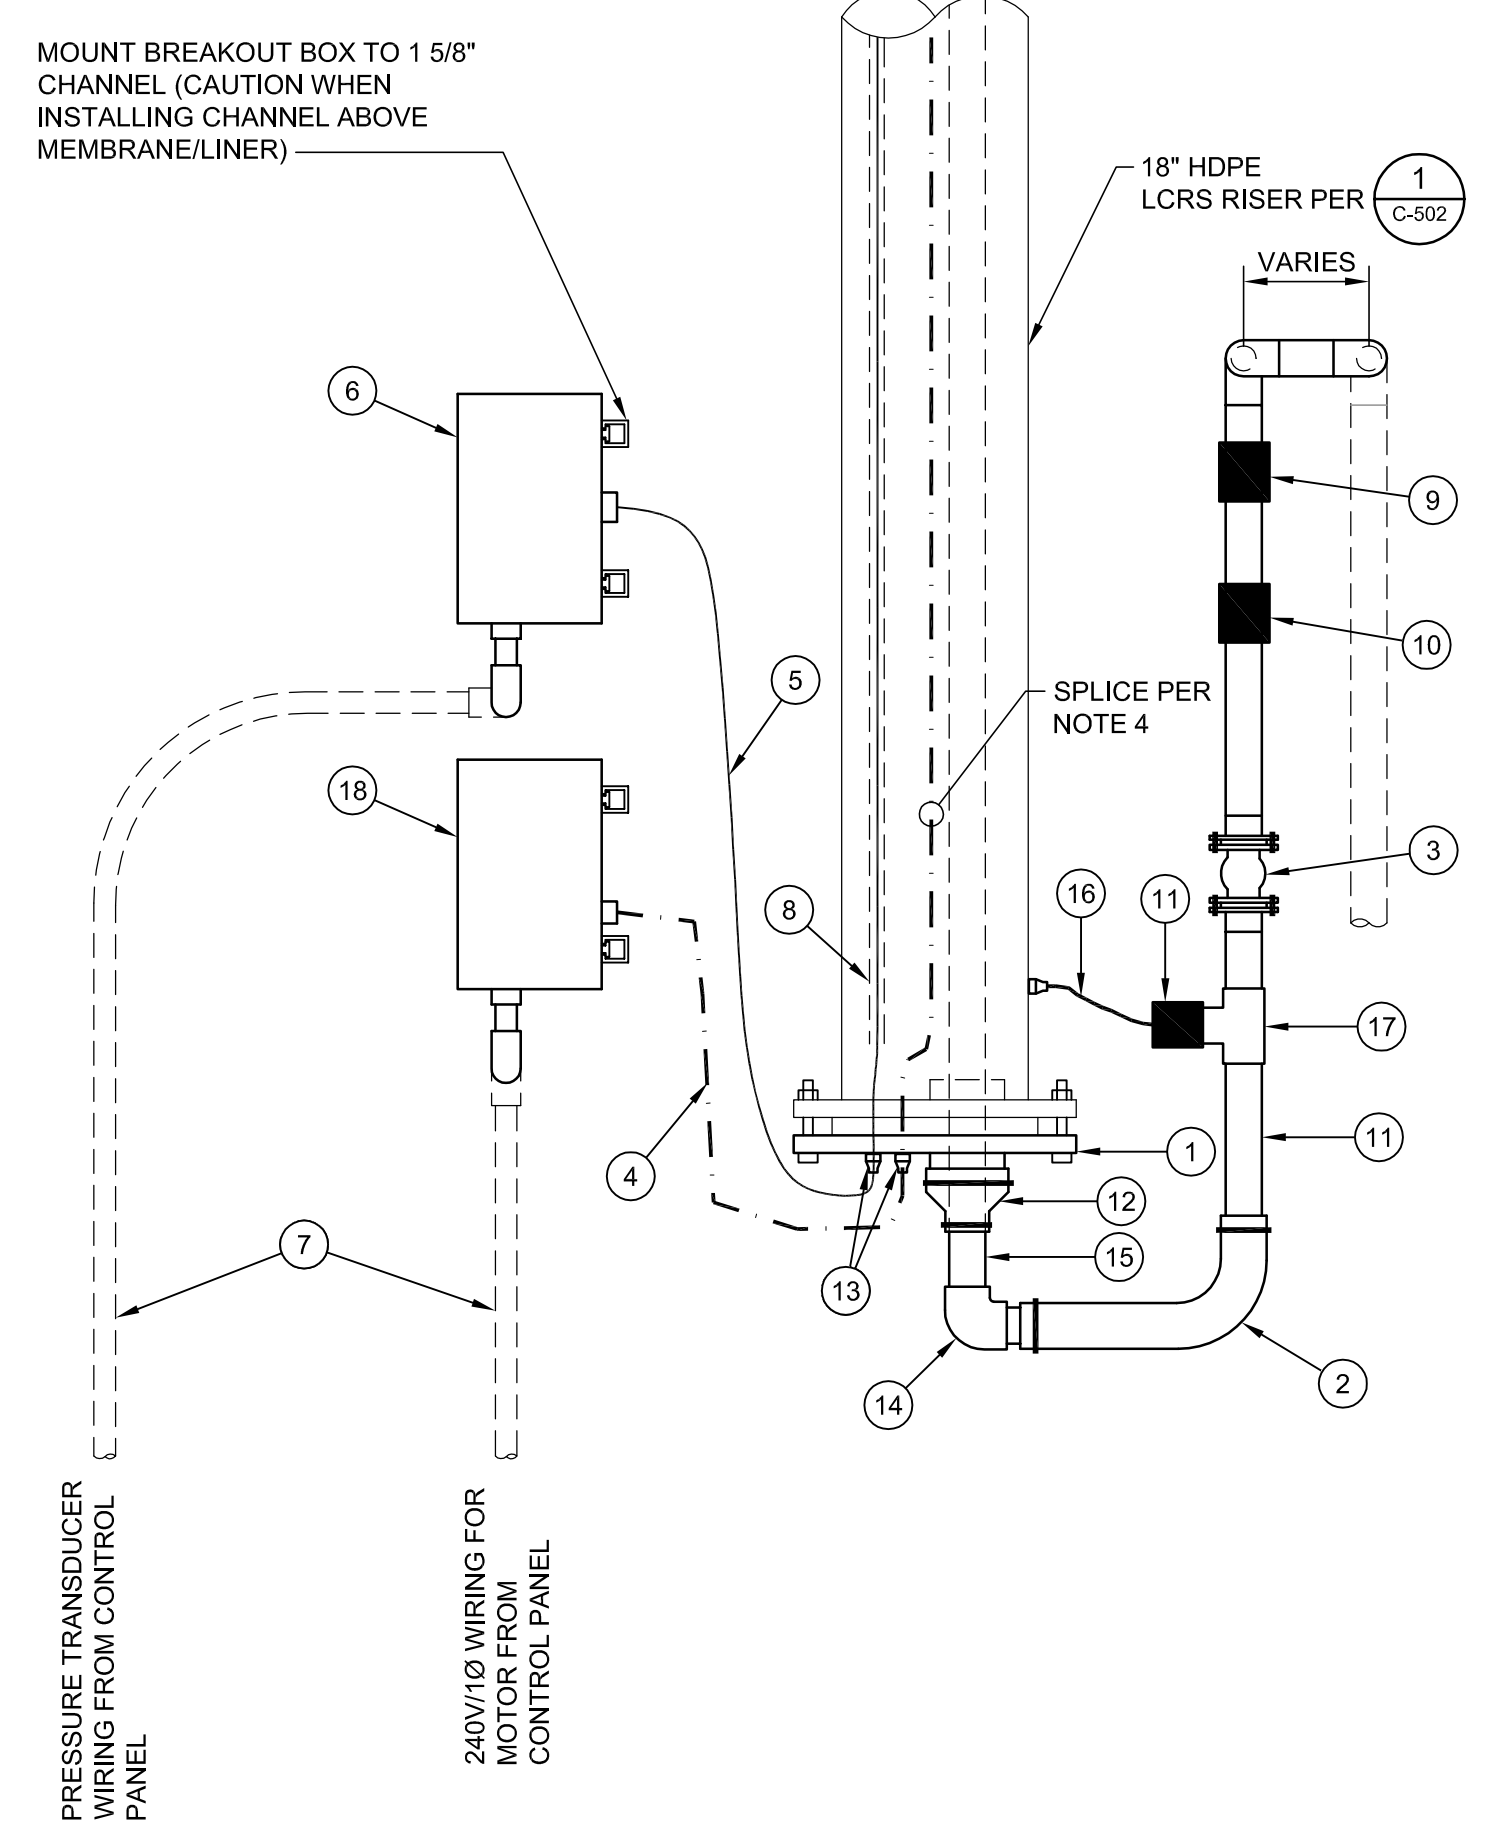 MOUNT BREAKOUT BOX TO 1 5/8"
CHANNEL (CAUTION WHEN
INSTALLING CHANNEL ABOVE
MEMBRANE/LINER)
18" HDPE
LCRS RISER PER
1
C-502
VARIES
6
9
10
5
SPLICE PER
NOTE 4
18
3
8
16
11
17
4
1
11
12
7
13
15
14
2
PRESSURE TRANSDUCER
WIRING FROM CONTROL
PANEL
240V/1Ø WIRING FOR
MOTOR FROM
CONTROL PANEL